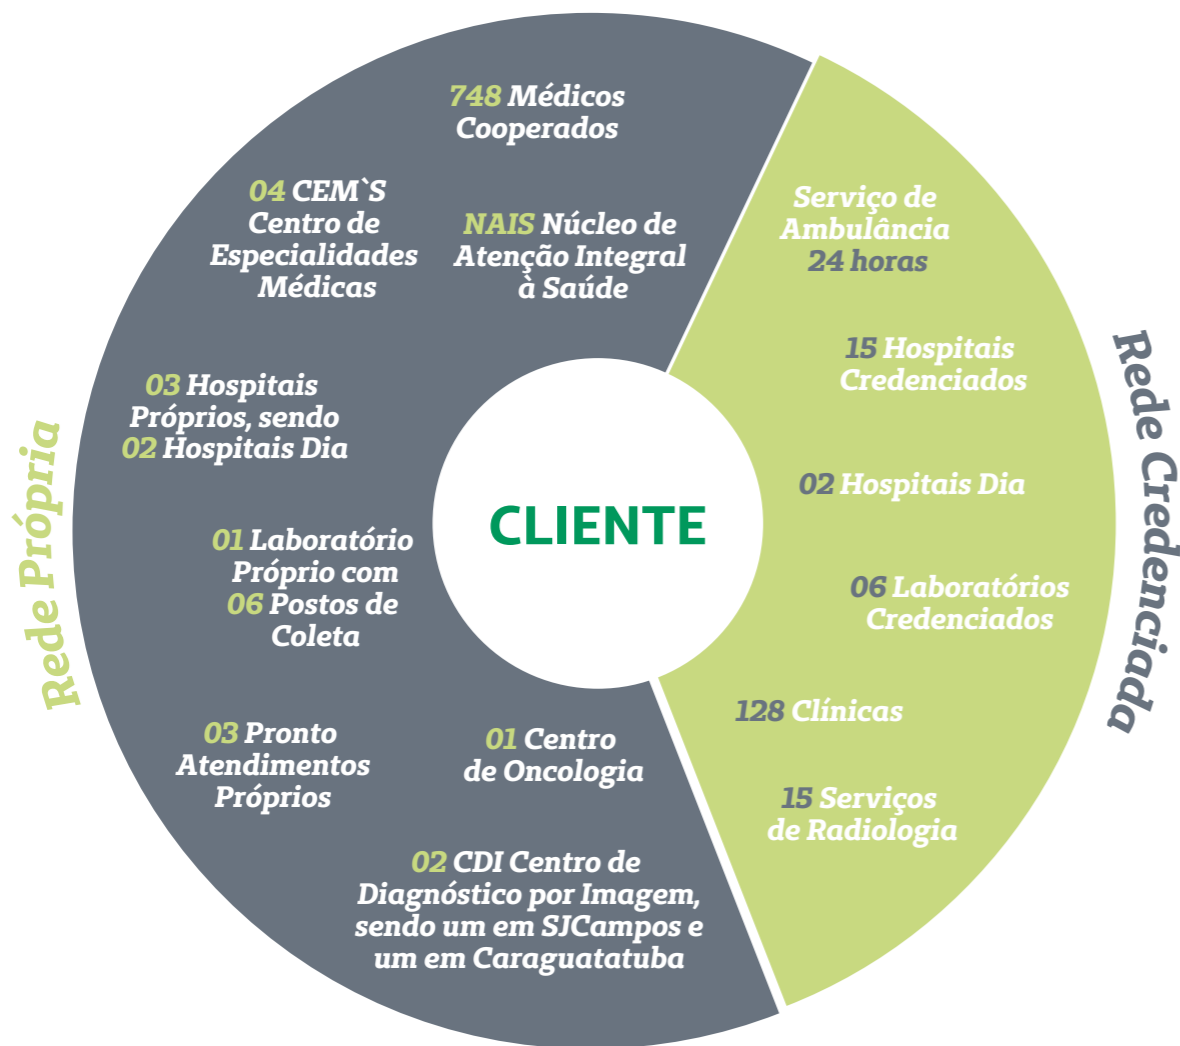 748 Médicos
Cooperados
04 CEM`S
Centro de
Especialidades
Médicas
NAIS Núcleo de
Atenção Integral
à Saúde
03 Hospitais
Próprios, sendo
02 Hospitais Dia
01 Laboratório
Próprio com
06 Postos de
Coleta
03 Pronto
Atendimentos
Próprios
01 Centro
de Oncologia
02 CDI Centro de
Diagnóstico por Imagem,
sendo um em SJCampos e
um em Caraguatatuba
Rede Própria
CLIENTE
Serviço de
Ambulância
24 horas
15 Hospitais
Credenciados
02 Hospitais Dia
06 Laboratórios
Credenciados
128 Clínicas
15 Serviços
de Radiologia
Rede Credenciada